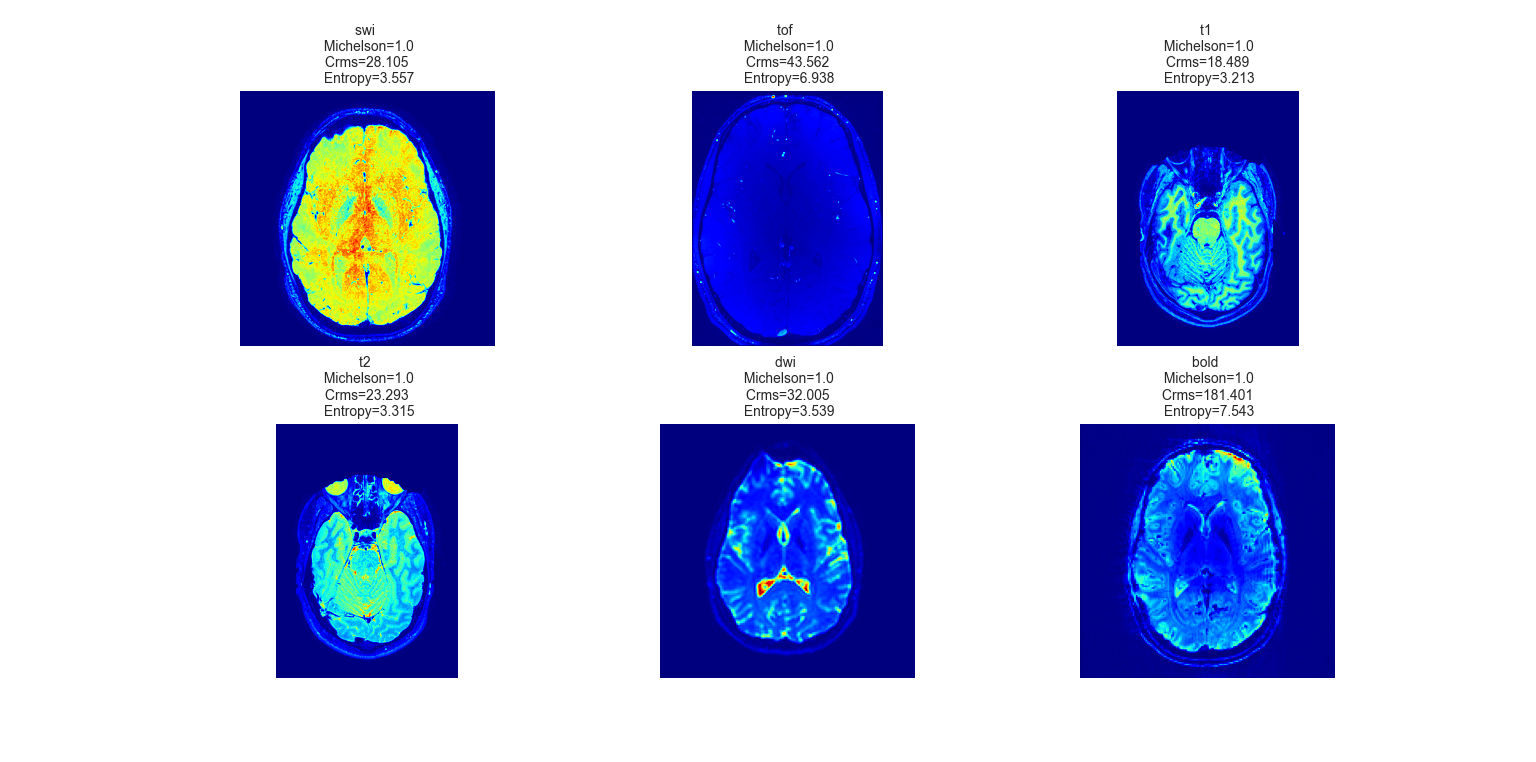 swi
Michelson=1.0
Crms=28.105
Entropy=3.557
tof
Michelson=1.0
Crms=43.562
Entropy=6.938
t1
Michelson=1.0
Crms=18.489
Entropy=3.213
t2
Michelson=1.0
Crms=23.293
Entropy=3.315
dwi
Michelson=1.0
Crms=32.005
Entropy=3.539
bold
Michelson=1.0
Crms=181.401
Entropy=7.543